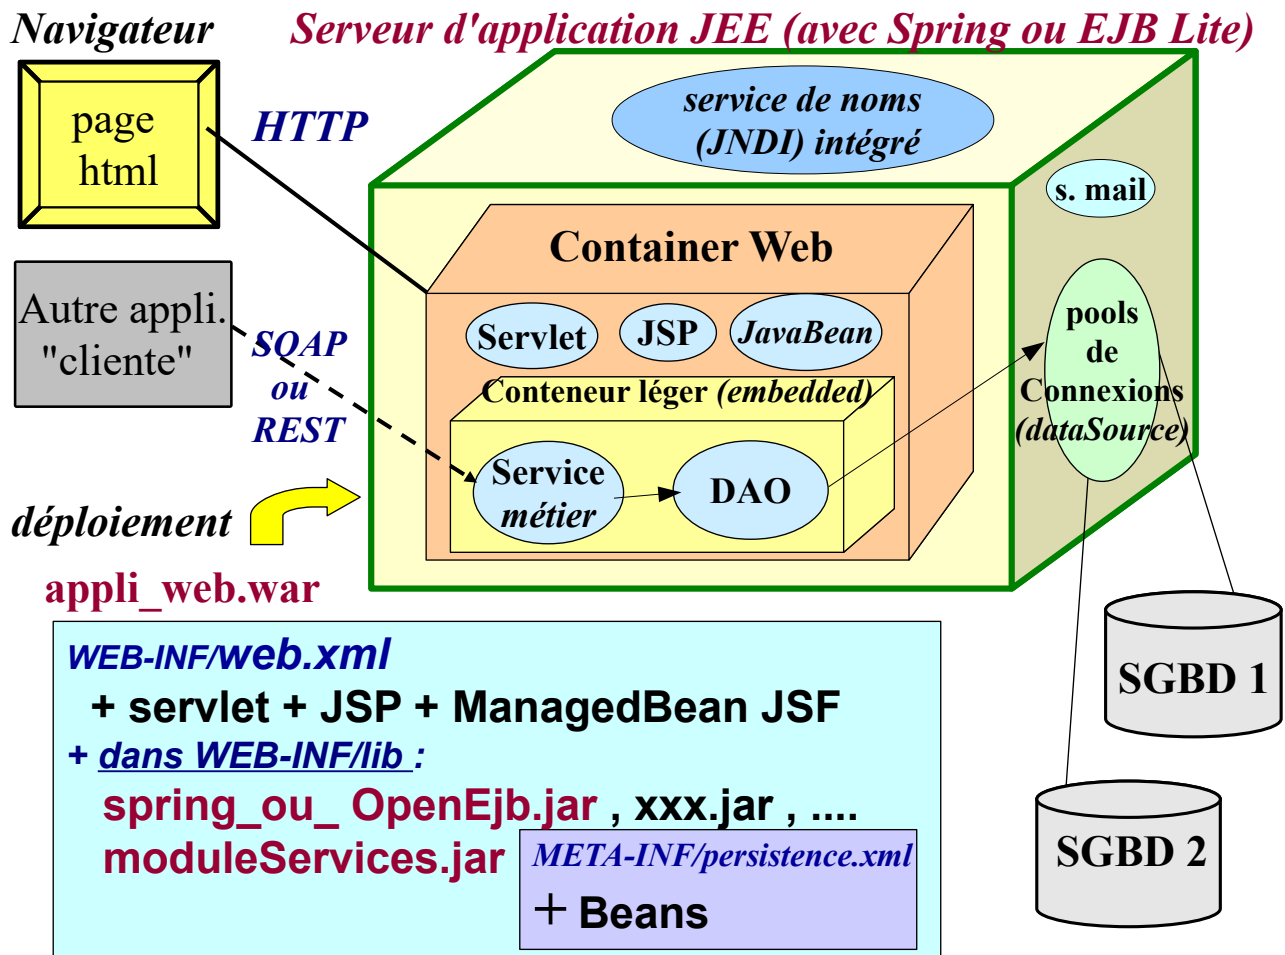 Navigateur
Serveur d'application JEE (avec Spring ou EJB Lite)
page
html
HTTP
service de noms
(JNDI) intégré
s. mail
Container Web
Autre appli.
"cliente"
SOAP
ou
REST
Servlet
JSP
JavaBean
pools
de
Connexions
(dataSource)
Conteneur léger (embedded)
Service
métier
DAO
déploiement
appli_web.war
WEB-INF/web.xml
+ servlet + JSP + ManagedBean JSF
+ dans WEB-INF/lib :
spring_ou_ OpenEjb.jar , xxx.jar , ....
moduleServices.jar
META-INF/persistence.xml
+ Beans
SGBD 1
SGBD 2